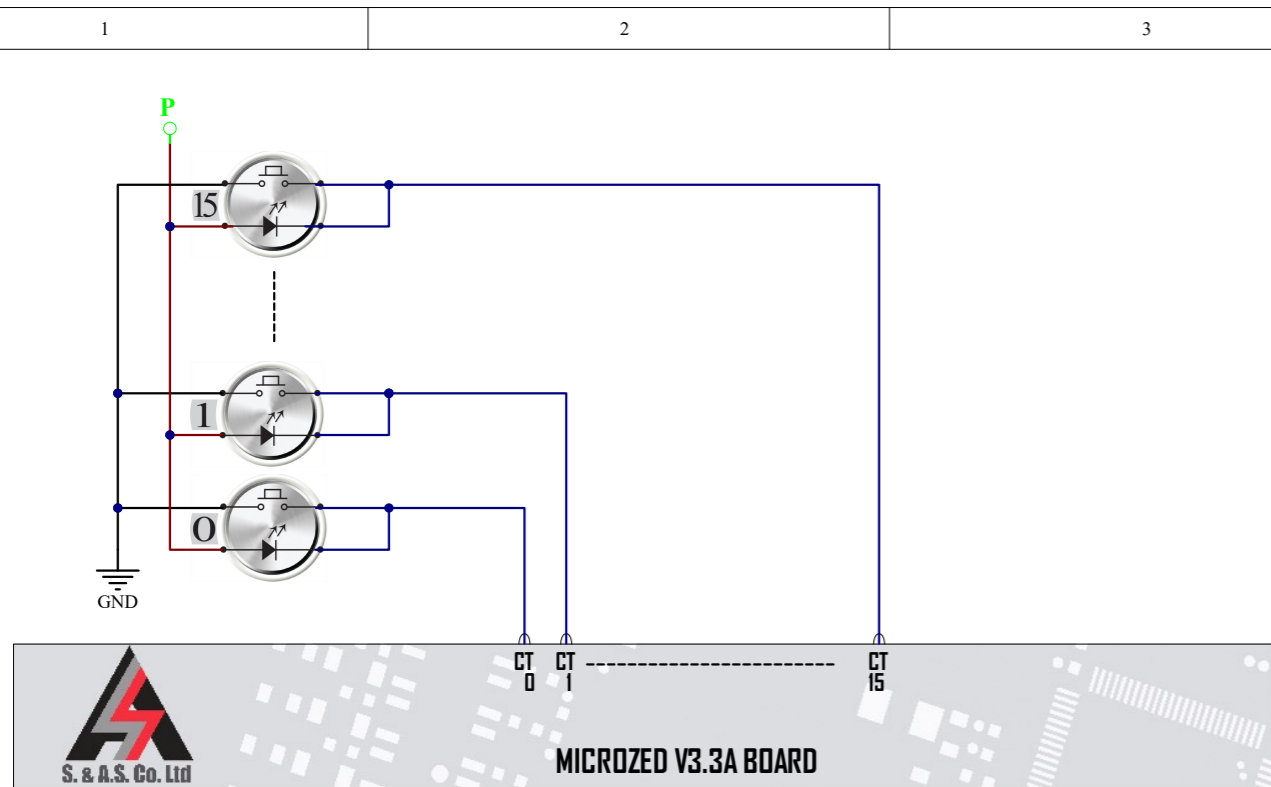 1 2 3
P
15
1
0
GND
CT CT ---------------------- CT
0 1 15
MICROZED V3.3A BOARD
S. & A.S. Co. Ltd